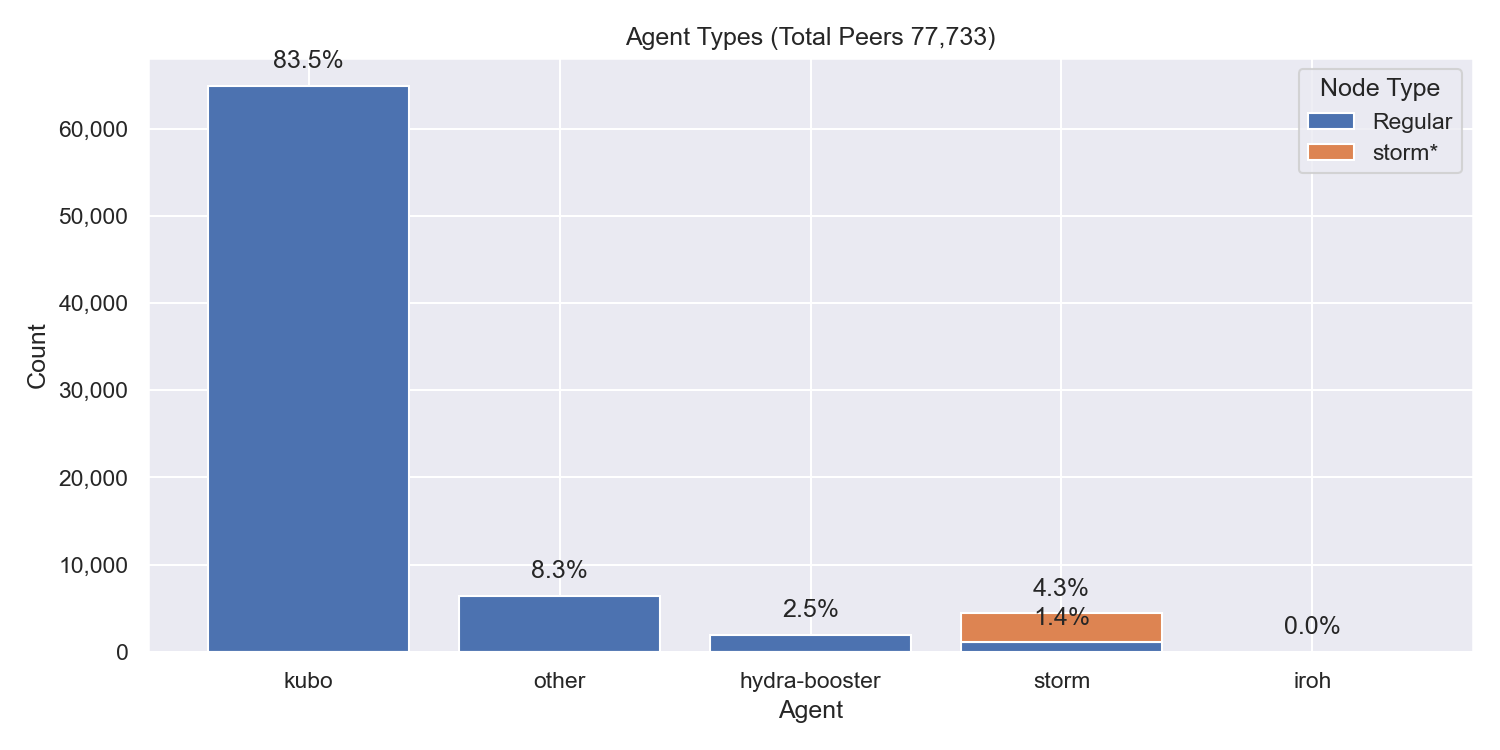 Agent Types (Total Peers 77,733)
83.5%
Node Type
Regular
storm*
60,000
50,000
40,000
30,000
20,000
10,000
0
Count
8.3%
2.5%
4.3%
1.4%
0.0%
kubo
other
hydra-booster
storm
iroh
Agent